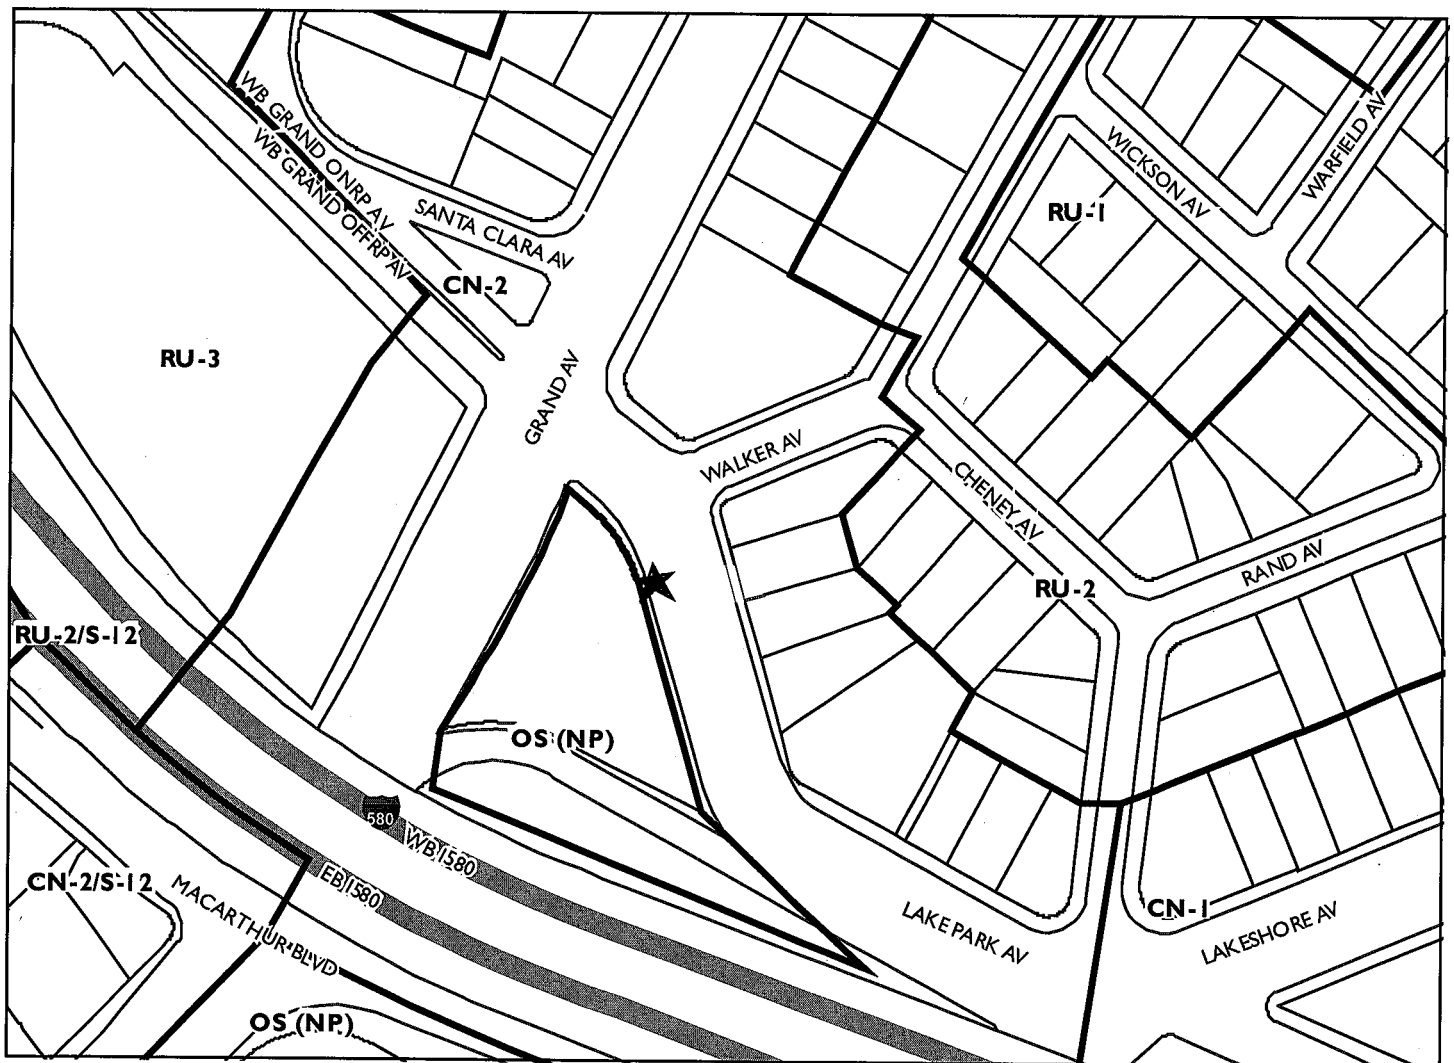 WB GRAND ONRP AV
WB GRAND OFFRP AV
SANTA CLARA AV
CN-2
RU-3
GRAND AV
WICKSON AV
WARFIELD AV
RU-1
WALKER AV
CHENEY AV
RAND AV
RU-2
RU-2/S-12
OS (NP)
580
WB I580
EB I580
CN-2/S-12
MACARTHUR BLVD
LAKE PARK AV
CN-1
LAKESHORE AV
OS (NP)